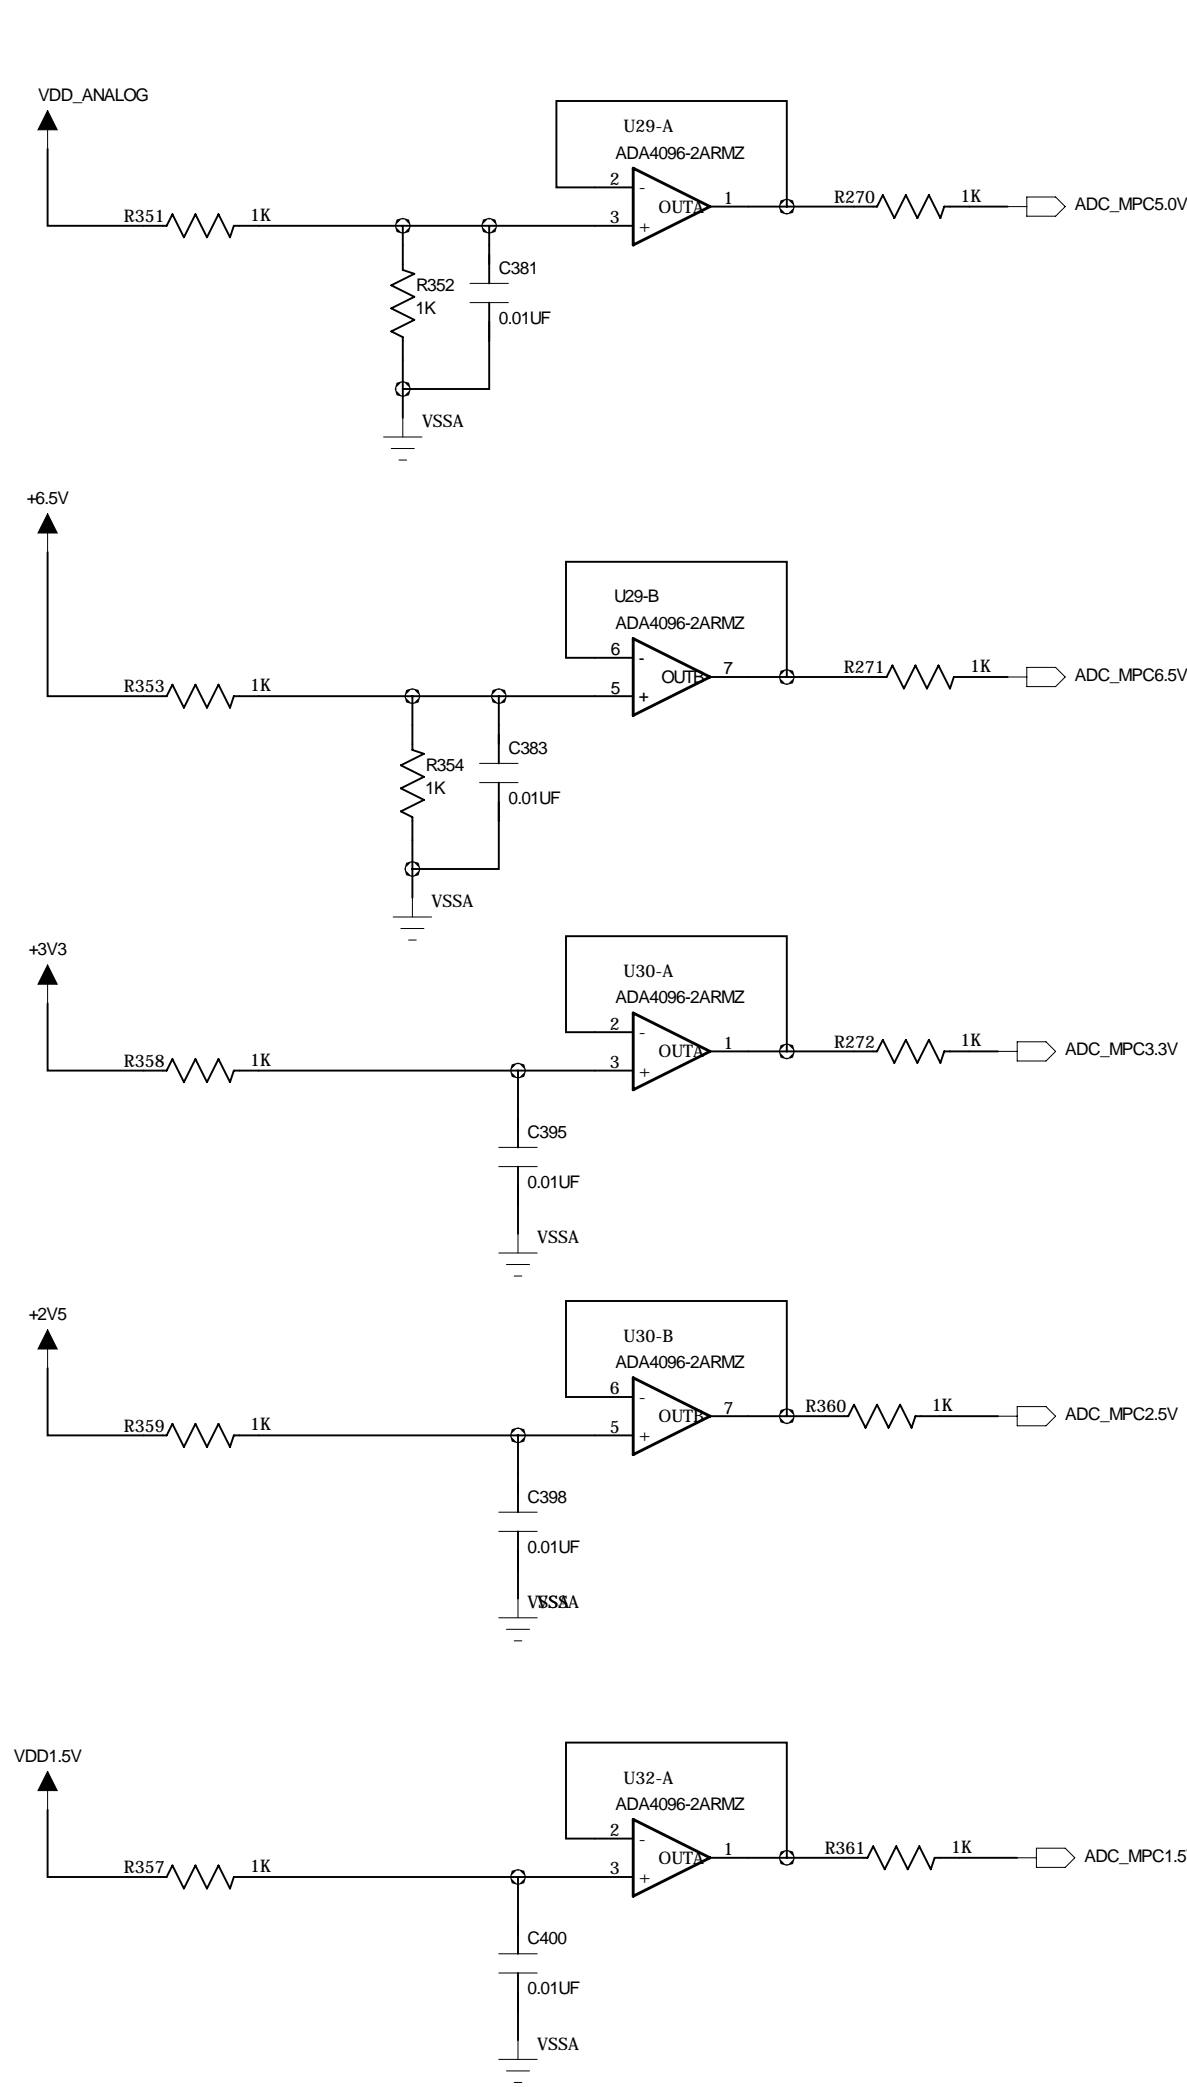 VDD_ANALOG
U29-A
ADA4096-2ARMZ
2
-
OUTA
1
R270
1K
ADC_MPC5.0V
R351
1K
3
+
C381
R352
1K
0.01UF
VSSA
+6.5V
U29-B
ADA4096-2ARMZ
6
-
OUTB
7
R271
1K
ADC_MPC6.5V
R353
1K
5
+
C383
R354
1K
0.01UF
VSSA
+3V3
U30-A
ADA4096-2ARMZ
2
-
OUTA
1
R272
1K
ADC_MPC3.3V
R358
1K
3
+
C395
0.01UF
VSSA
+2V5
U30-B
ADA4096-2ARMZ
6
-
OUTB
7
R360
1K
ADC_MPC2.5V
R359
1K
5
+
C398
0.01UF
VSSA
VDD1.5V
U32-A
ADA4096-2ARMZ
2
-
OUTA
1
R361
1K
ADC_MPC1.5
R357
1K
3
+
C400
0.01UF
VSSA